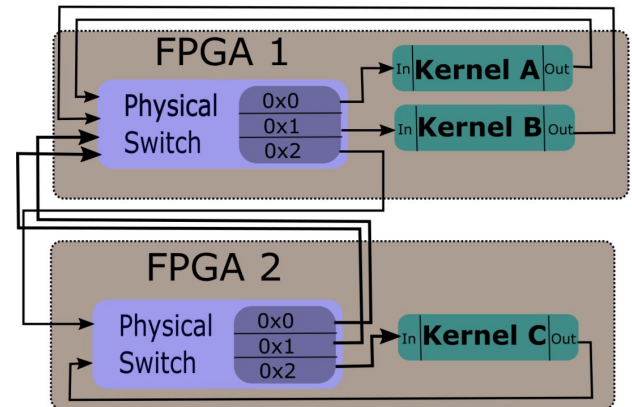 FPGA 1
Physical
Switch
0x0
0x1
0x2
In Kernel A Out
In Kernel B Out
FPGA 2
Physical
Switch
0x0
0x1
0x2
In Kernel C Out